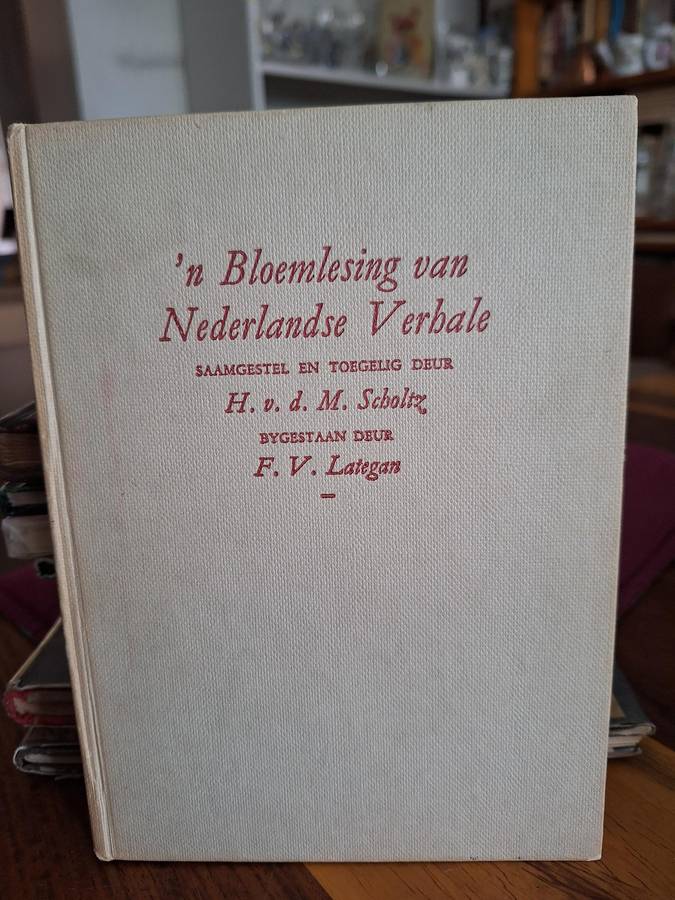 'n Bloemlesing van
Nederlandse Verhale
SAAMGESTEL EN TOEGELIG DEUR
H. v. d. M. Scholtz
BYGESTAAN DEUR
F. V. Lategan